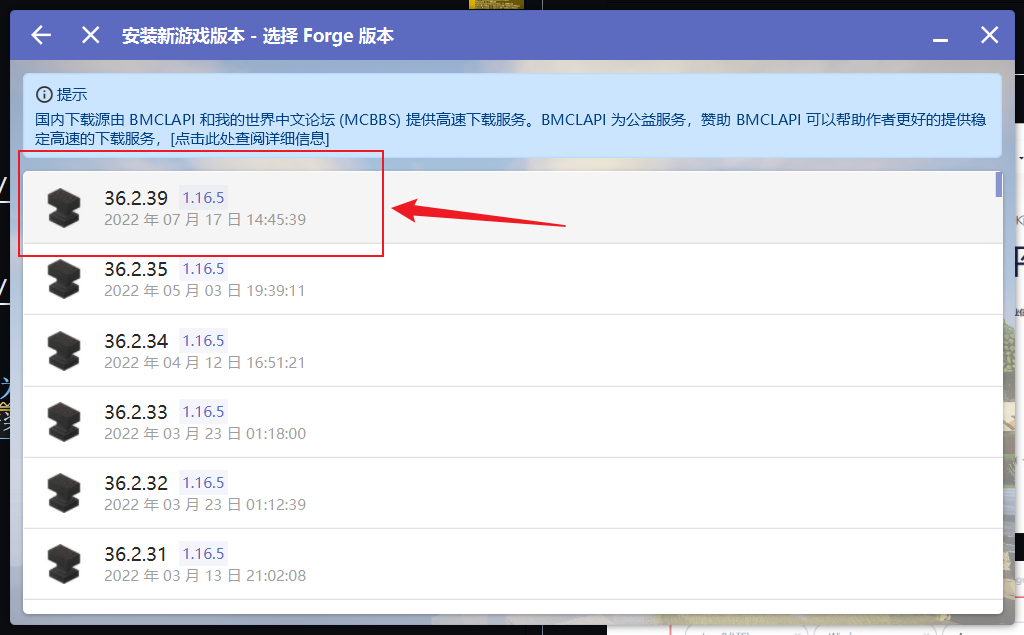 安装新游戏版本 - 选择 Forge 版本
提示
国内下载源由 BMCLAPI 和我的世界中文论坛 (MCBBS) 提供高速下载服务。BMCLAPI 为公益服务，赞助 BMCLAPI 可以帮助作者更好的提供稳
定高速的下载服务，[点击此处查阅详细信息]
36.2.39 1.16.5
2022 年 07 月 17 日 14:45:39
36.2.35 1.16.5
2022 年 05 月 03 日 19:39:11
36.2.34 1.16.5
2022 年 04 月 12 日 16:51:21
36.2.33 1.16.5
2022 年 03 月 23 日 01:18:00
36.2.32 1.16.5
2022 年 03 月 23 日 01:12:39
36.2.31 1.16.5
2022 年 03 月 13 日 21:02:08